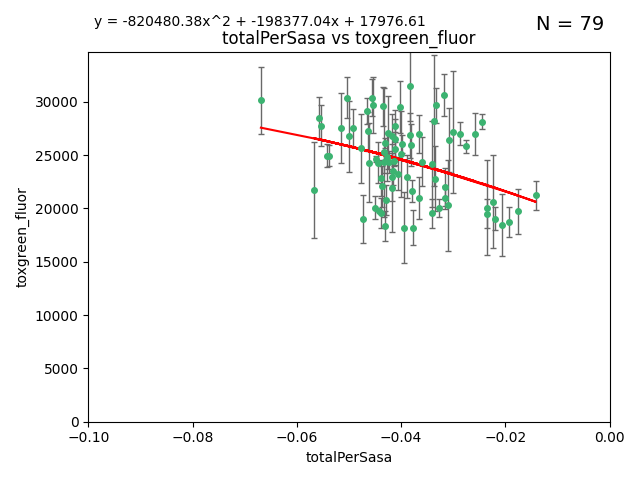 y = -820480.38x^2 + -198377.04x + 17976.61
N = 79
totalPerSasa vs toxgreen_fluor
toxgreen_fluor
30000
25000
20000
15000
10000
5000
0
−0.10
−0.08
−0.06
−0.04
−0.02
0.00
totalPerSasa